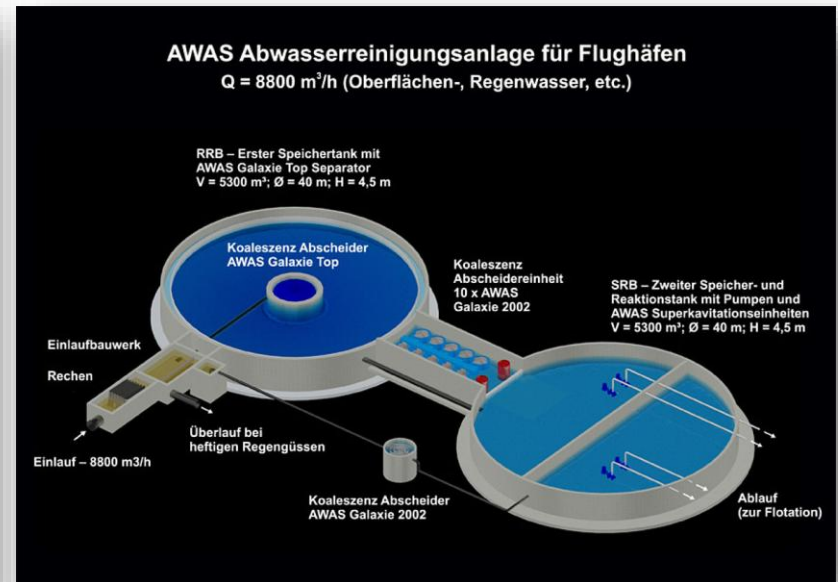 AWAS Abwasserreinigungsanlage für Flughäfen
Q = 8800 m³/h (Oberflächen-, Regenwasser, etc.)
RRB – Erster Speichertank mit
AWAS Galaxie Top Separator
V = 5300 m³; Ø = 40 m; H = 4,5 m
Koaleszenz Abscheider
AWAS Galaxie Top
Koaleszenz
Abscheidereinheit
10 x AWAS
Galaxie 2002
SRB – Zweiter Speicher- und
Reaktionstank mit Pumpen und
AWAS Superkavitationseinheiten
V = 5300 m³; Ø = 40 m; H = 4,5 m
Einlaufbauwerk
Rechen
Einlauf – 8800 m3/h
Überlauf bei
heftigen Regengüssen
Koaleszenz Abscheider
AWAS Galaxie 2002
Ablauf
(zur Flotation)